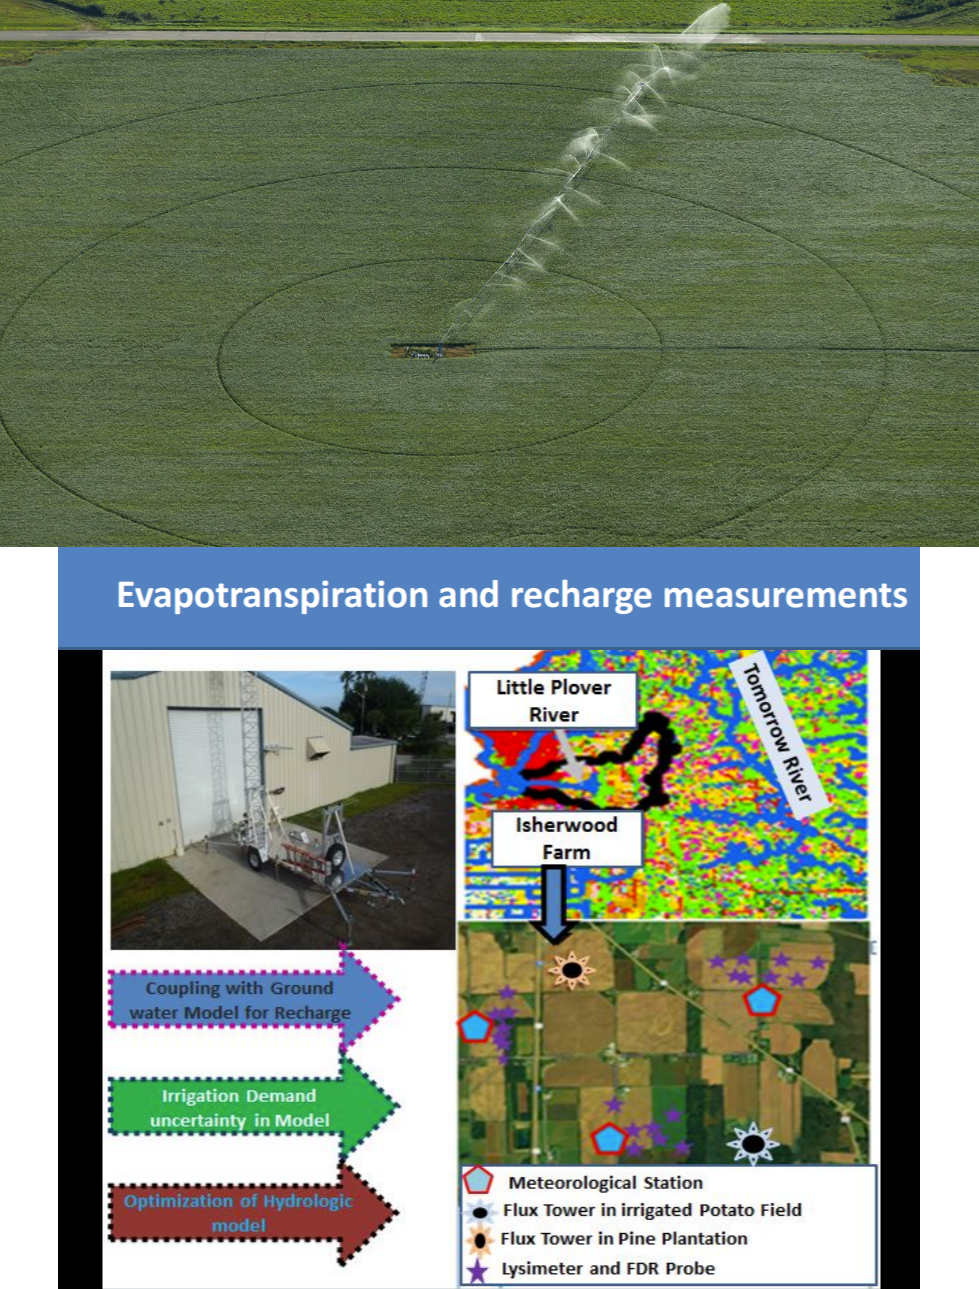 Evapotranspiration and recharge measurements
Little Plover
River
Tomorrow River
Isherwood
Farm
Coupling with Ground
water Model for Recharge
Irrigation Demand
uncertainty in Model
Optimization of Hydrologic
model
Meteorological Station
Flux Tower in irrigated Potato Field
Flux Tower in Pine Plantation
Lysimeter and FDR Probe